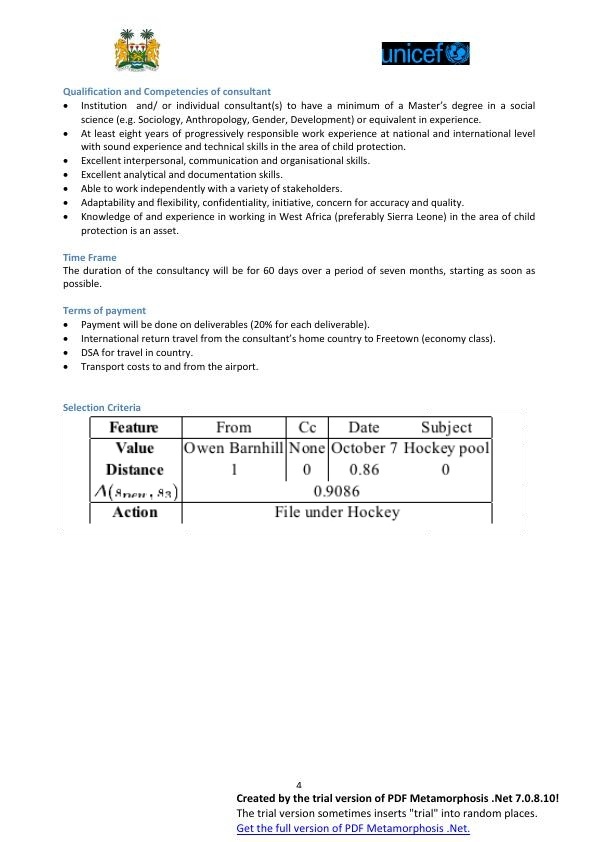 unicef
Qualification and Competencies of consultant
• Institution and/ or individual consultant(s) to have a minimum of a Master's degree in a social
science (e.g. Sociology, Anthropology, Gender, Development) or equivalent in experience.
• At least eight years of progressively responsible work experience at national and international level
with sound experience and technical skills in the area of child protection.
• Excellent interpersonal, communication and organisational skills.
• Excellent analytical and documentation skills.
• Able to work independently with a variety of stakeholders.
• Adaptability and flexibility, confidentiality, initiative, concern for accuracy and quality.
• Knowledge of and experience in working in West Africa (preferably Sierra Leone) in the area of child
protection is an asset.
Time Frame
The duration of the consultancy will be for 60 days over a period of seven months, starting as soon as
possible.
Terms of payment
• Payment will be done on deliverables (20% for each deliverable).
• International return travel from the consultant's home country to Freetown (economy class).
• DSA for travel in country.
• Transport costs to and from the airport.
Selection Criteria
Feature From Cc Date Subject
Value Owen Barnhill None October 7 Hockey pool
Distance 1 0 0.86 0
Λ(s_new, s_3) 0.9086
Action File under Hockey
4
Created by the trial version of PDF Metamorphosis .Net 7.0.8.10!
The trial version sometimes inserts "trial" into random places.
Get the full version of PDF Metamorphosis .Net.